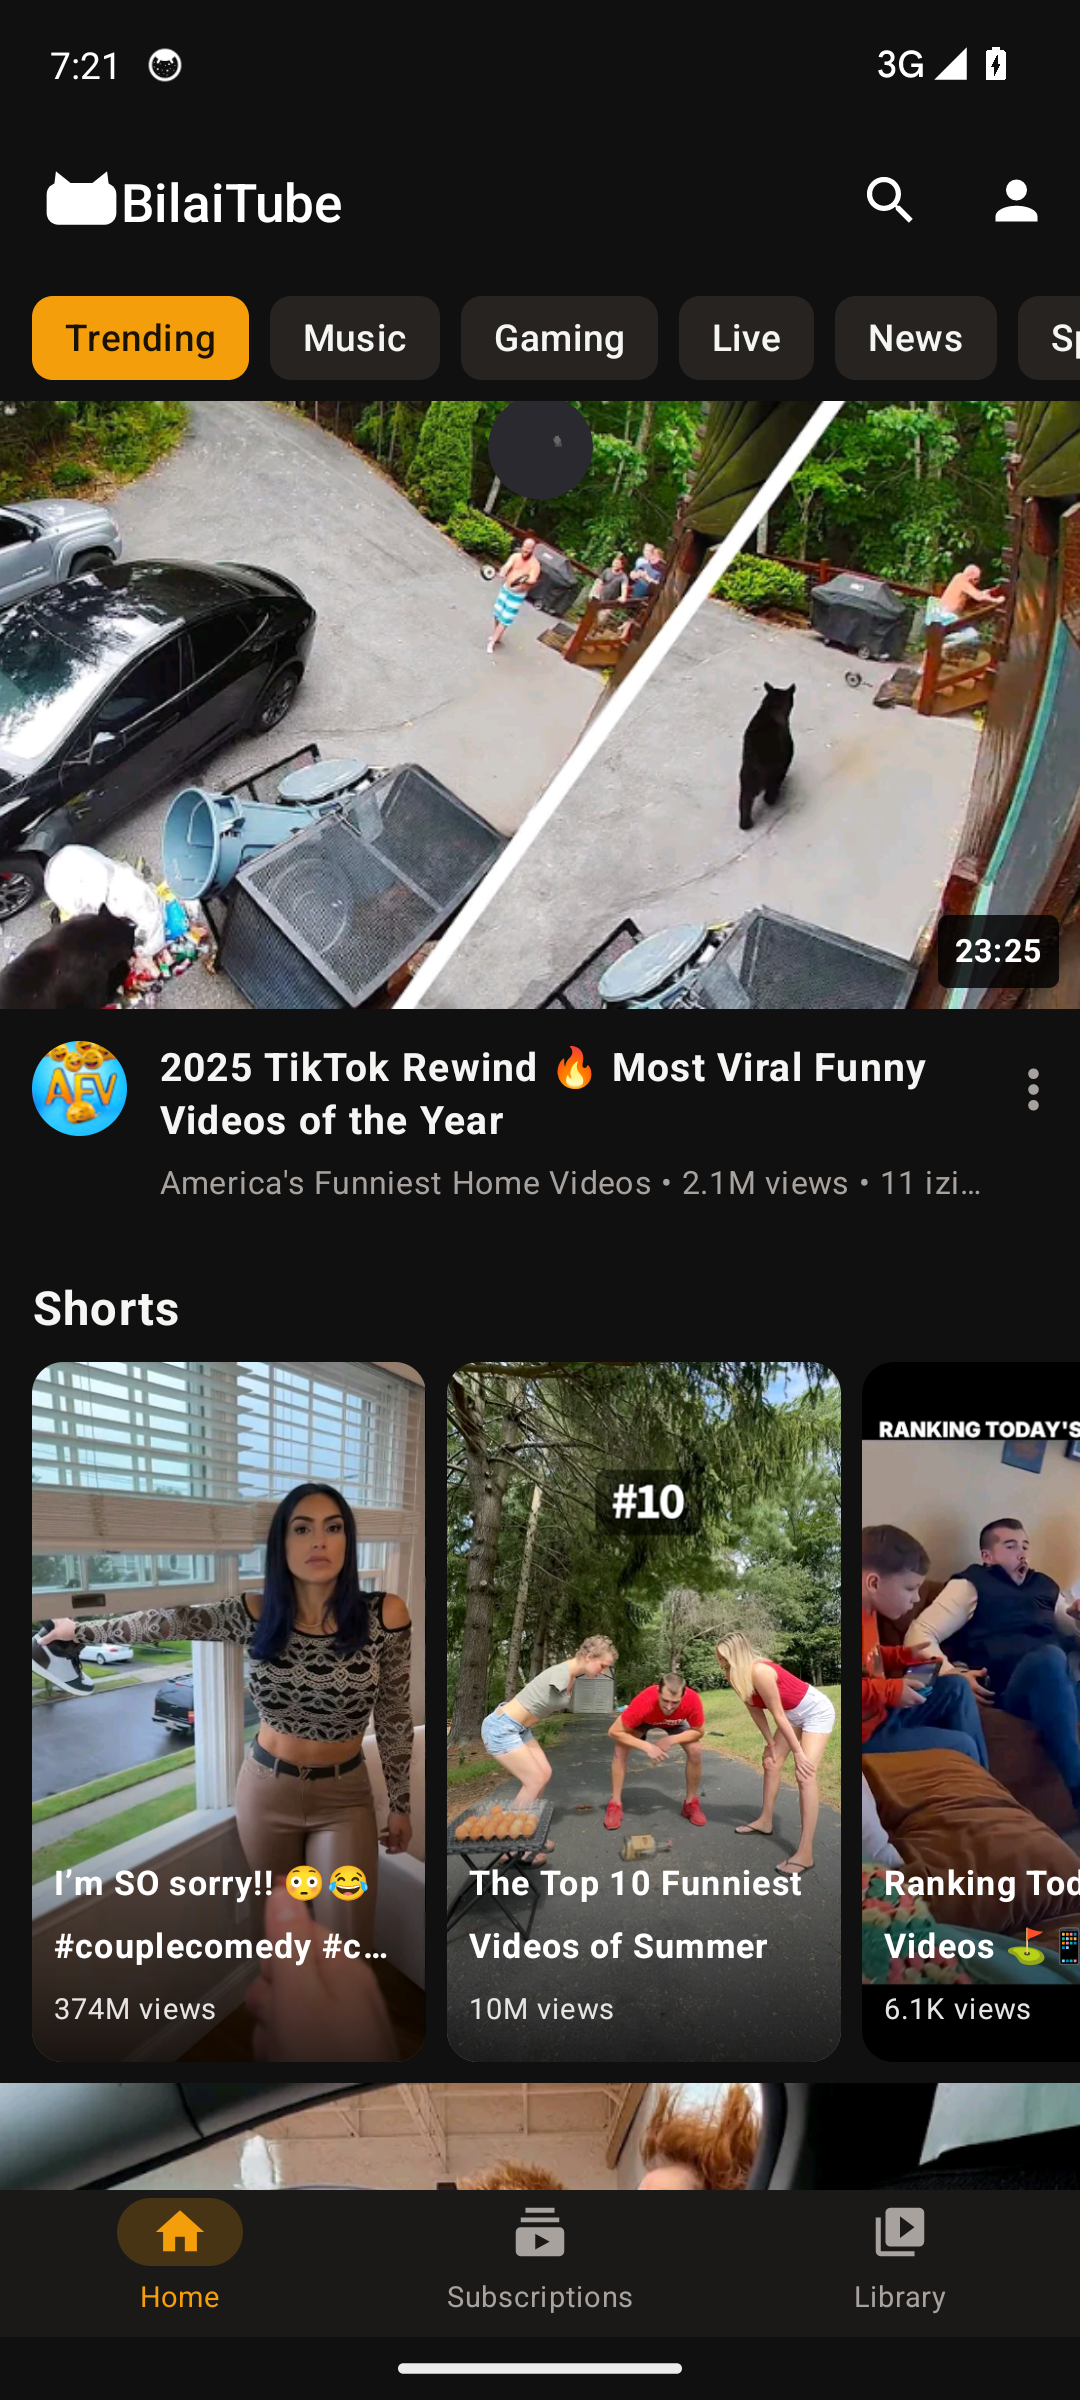 7:21
3G
BilaiTube
Trending
Music
Gaming
Live
News
Sp
23:25
AFV
2025 TikTok Rewind 🔥 Most Viral Funny
Videos of the Year
America's Funniest Home Videos • 2.1M views • 11 izi...
Shorts
I'm SO sorry!! 😳😂
#couplecomedy #c...
374M views
#10
The Top 10 Funniest
Videos of Summer
10M views
RANKING TODAY'S
Ranking Tod
Videos ⛳📱
6.1K views
Home
Subscriptions
Library